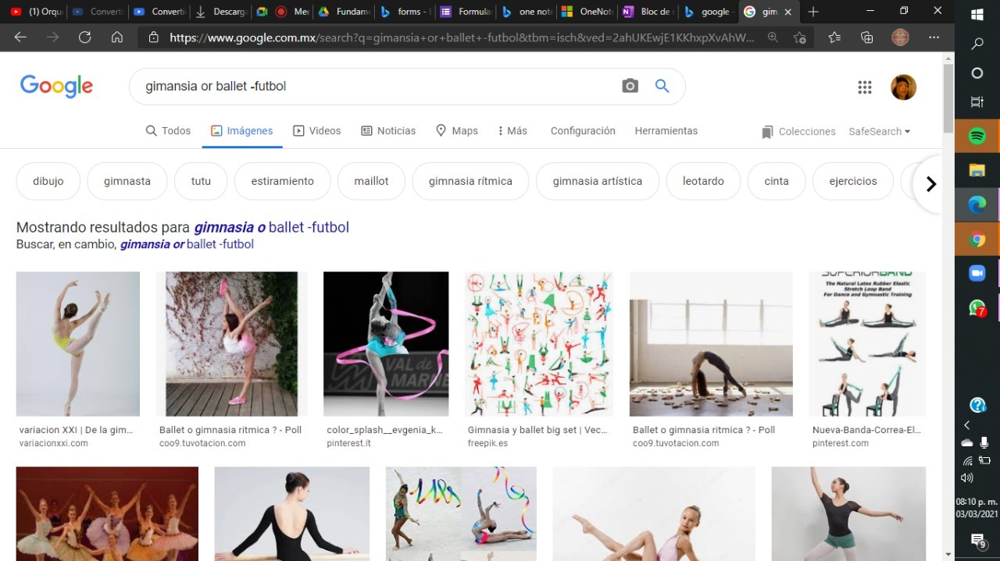 (1) Orqu
Converti
Converti
Descarga
Mee
Fundam
forms - B
Formula
one note
OneNote
Bloc de n
google -
gim
https://www.google.com.mx/search?q=gimansia+or+ballet+-futbol&tbm=isch&ved=2ahUKEwjE1KKhxpXvAhW...
Google
gimansia or ballet -futbol
Todos
Imágenes
Videos
Noticias
Maps
Más
Configuración
Herramientas
Colecciones
SafeSearch
dibujo
gimnasta
tutu
estiramiento
maillot
gimnasia rítmica
gimnasia artística
leotardo
cinta
ejercicios
Mostrando resultados para gimnasia o ballet -futbol
Buscar, en cambio, gimansia or ballet -futbol
VAL de
MARNE
SUPERIORBAND
The Natural Latex Rubber Elastic
Stretch Loop Band
For Dance and Gymnastic Training
variacion XXI | De la gim...
variacionxxi.com
Ballet o gimnasia ritmica ? - Poll
coo9.tuvotacion.com
color_splash__evgenia_k...
pinterest.it
Gimnasia y ballet big set | Vec...
freepik.es
Ballet o gimnasia ritmica ? - Poll
coo9.tuvotacion.com
Nueva-Banda-Correa-El...
pinterest.com
7
08:10 p. m.
03/03/2021
9